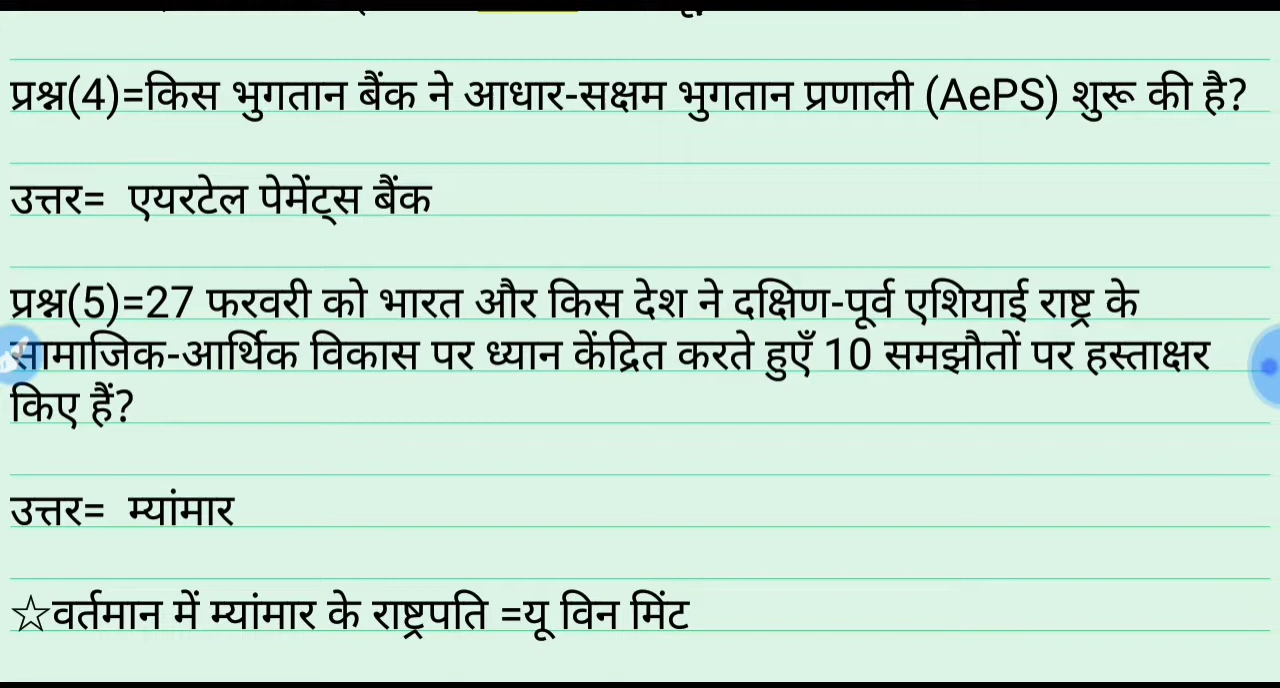 प्रश्न(4)=किस भुगतान बैंक ने आधार-सक्षम भुगतान प्रणाली (AePS) शुरू की है?
उत्तर= एयरटेल पेमेंट्स बैंक
प्रश्न(5)=27 फरवरी को भारत और किस देश ने दक्षिण-पूर्व एशियाई राष्ट्र के
सामाजिक-आर्थिक विकास पर ध्यान केंद्रित करते हुएँ 10 समझौतों पर हस्ताक्षर
किए हैं?
उत्तर= म्यांमार
☆वर्तमान में म्यांमार के राष्ट्रपति =यू विन मिंट